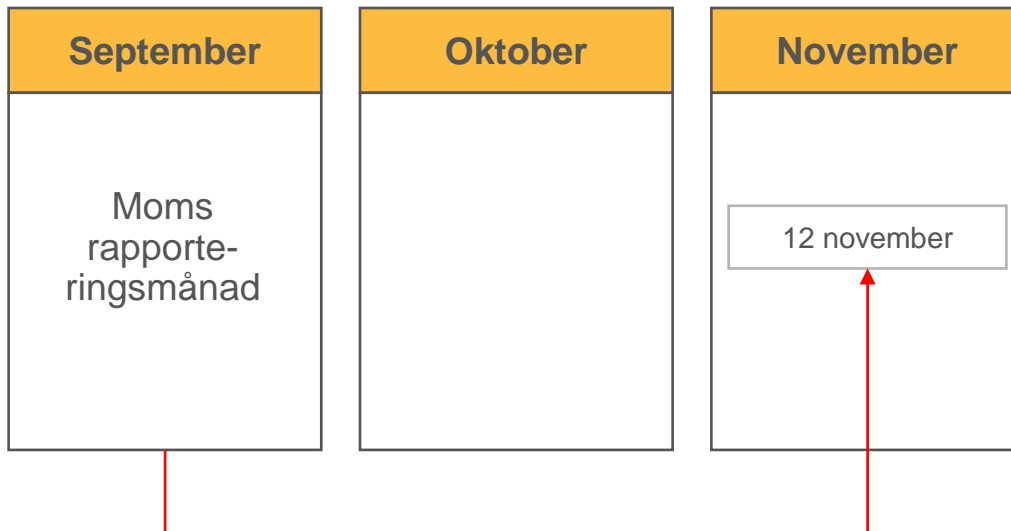 September
Oktober
November
Moms
rapporte-
ringsmånad
12 november